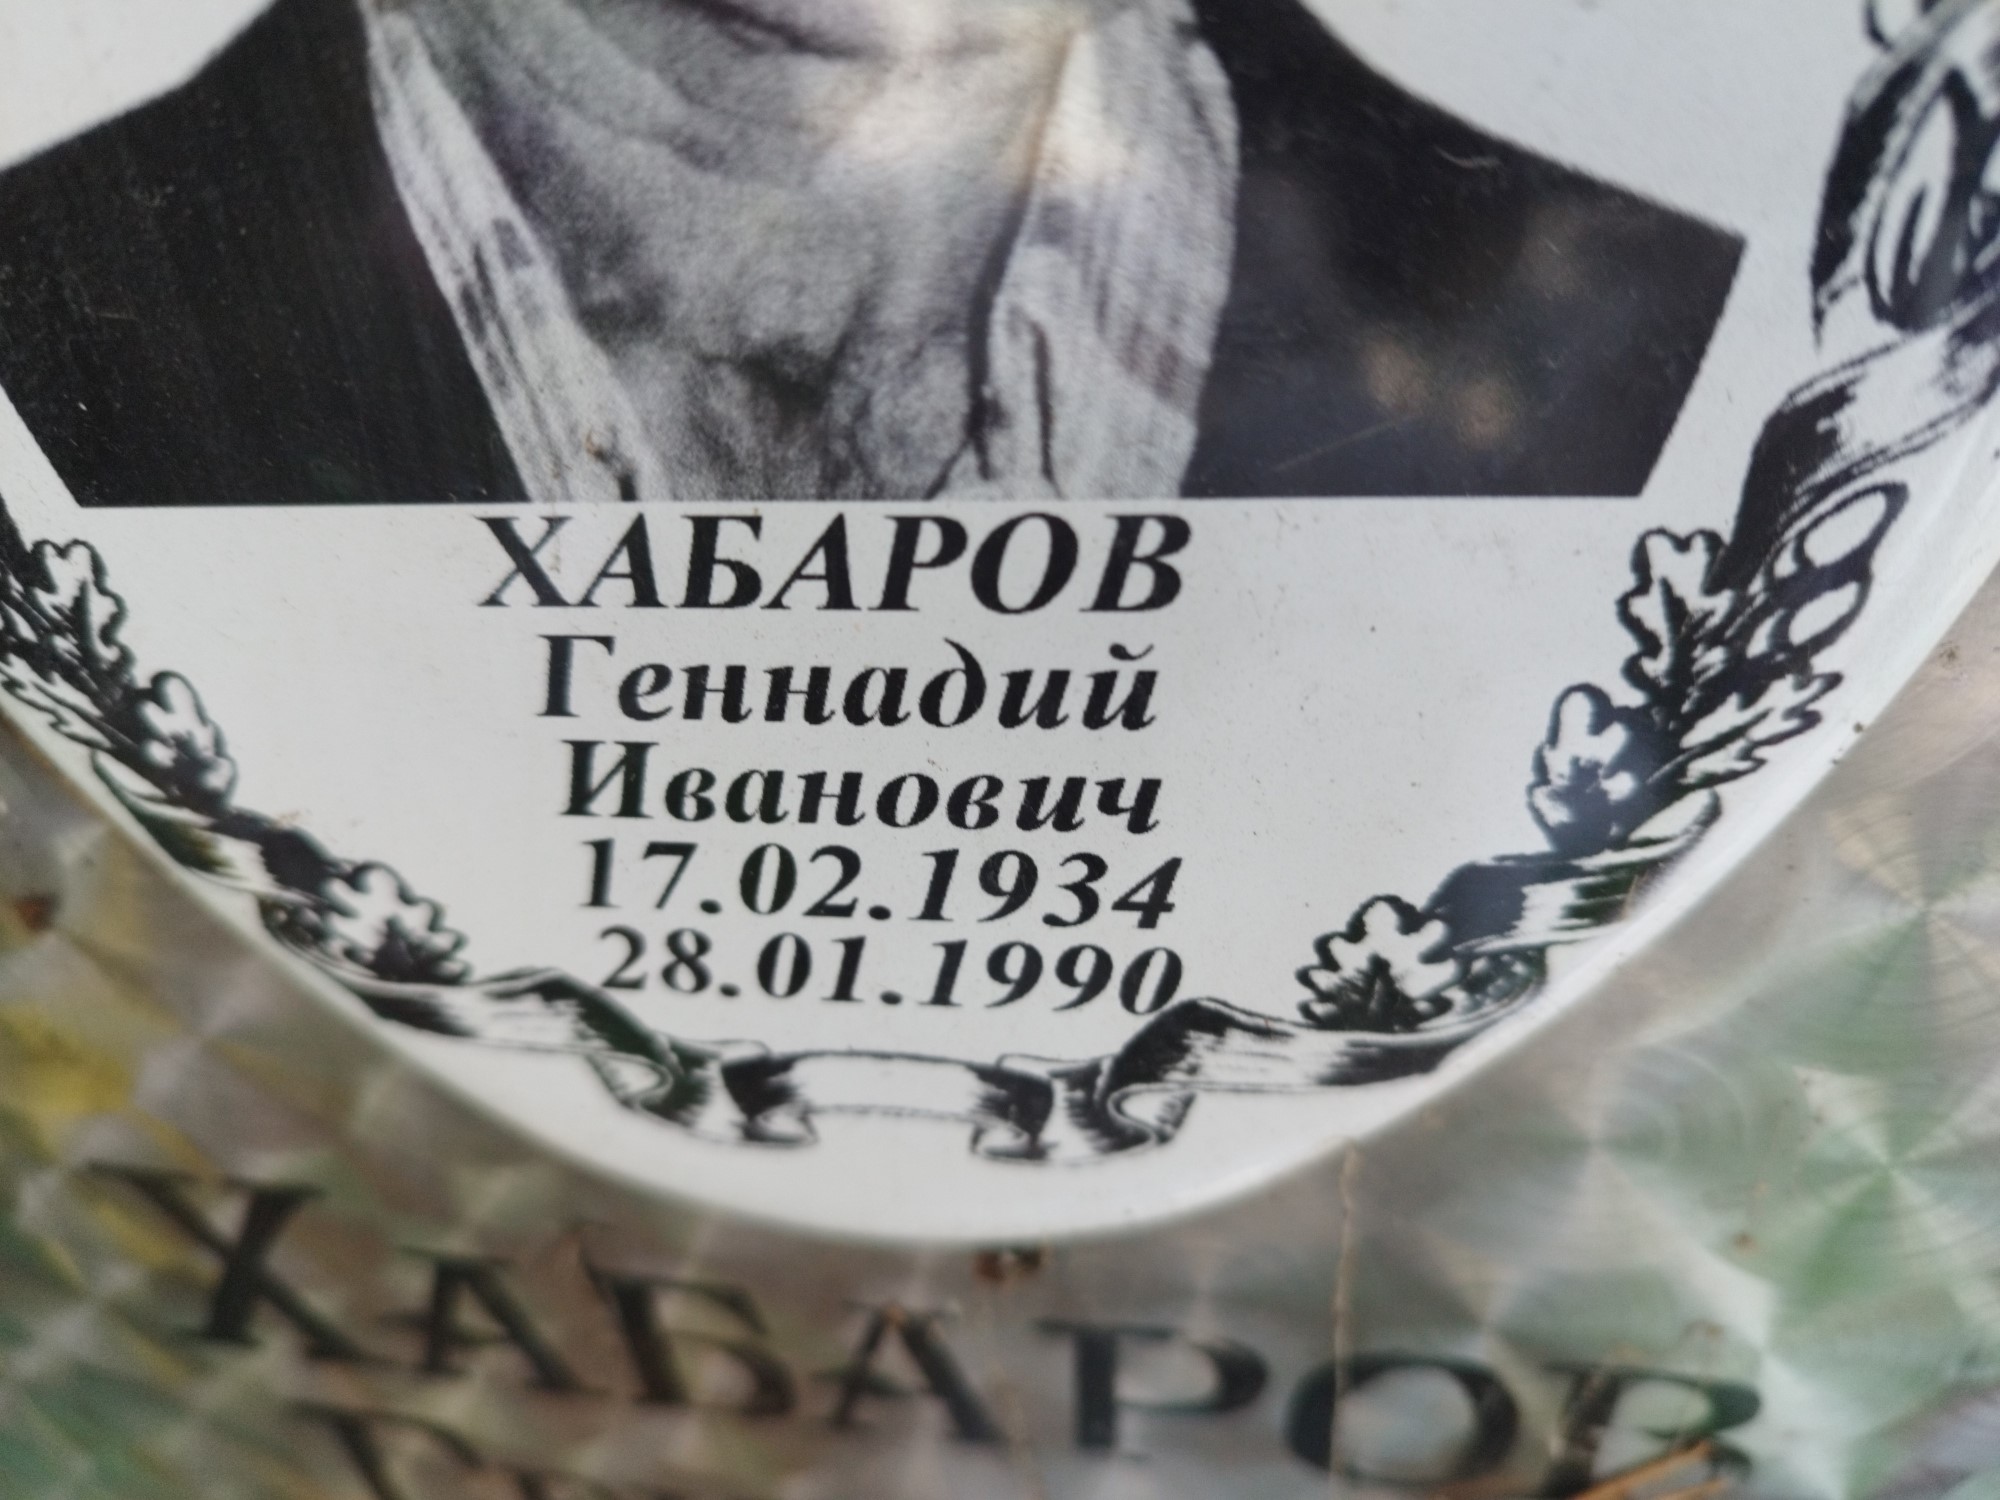 ХАБАРОВ
Геннадий
Иванович
17.02.1934
28.01.1990
ХАБАРОВ